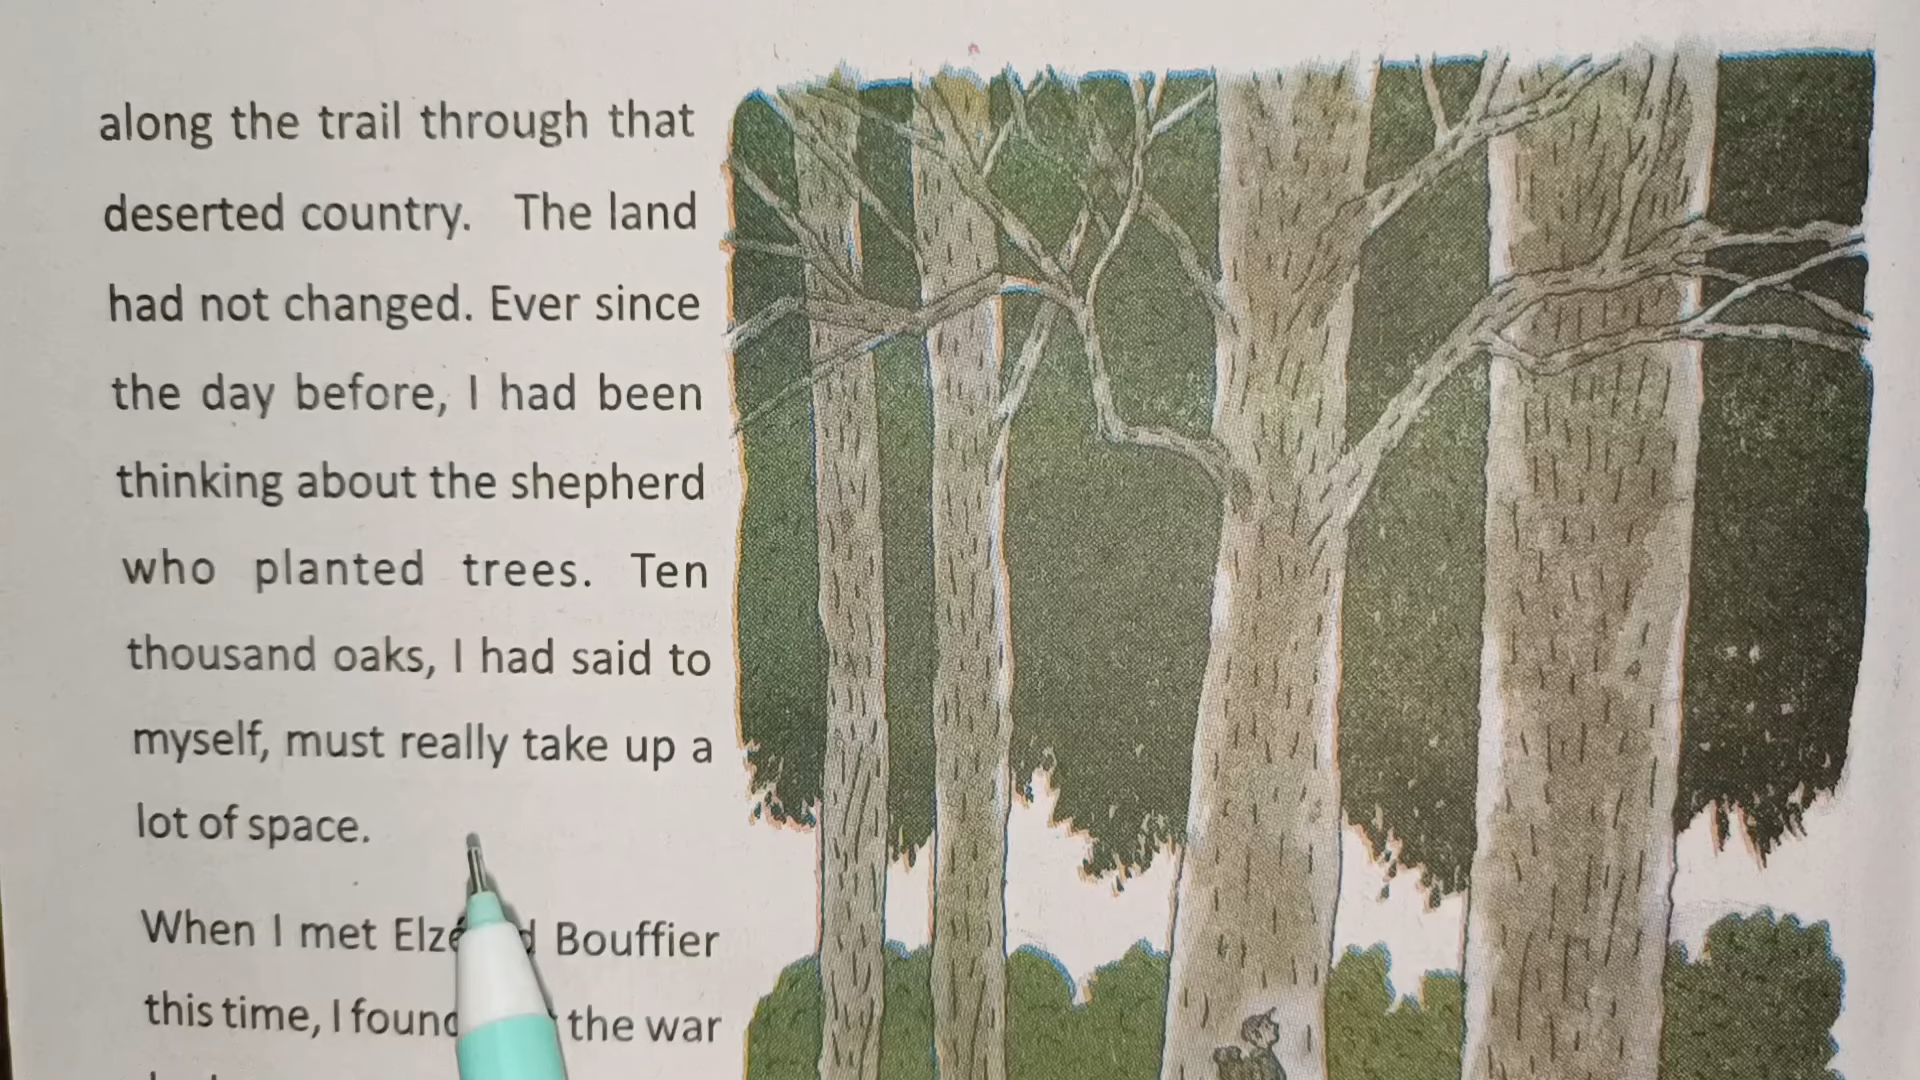 along the trail through that
deserted country. The land
had not changed. Ever since
the day before, I had been
thinking about the shepherd
who planted trees. Ten
thousand oaks, I had said to
myself, must really take up a
lot of space.
When I met Bouffier
this time, I found the war